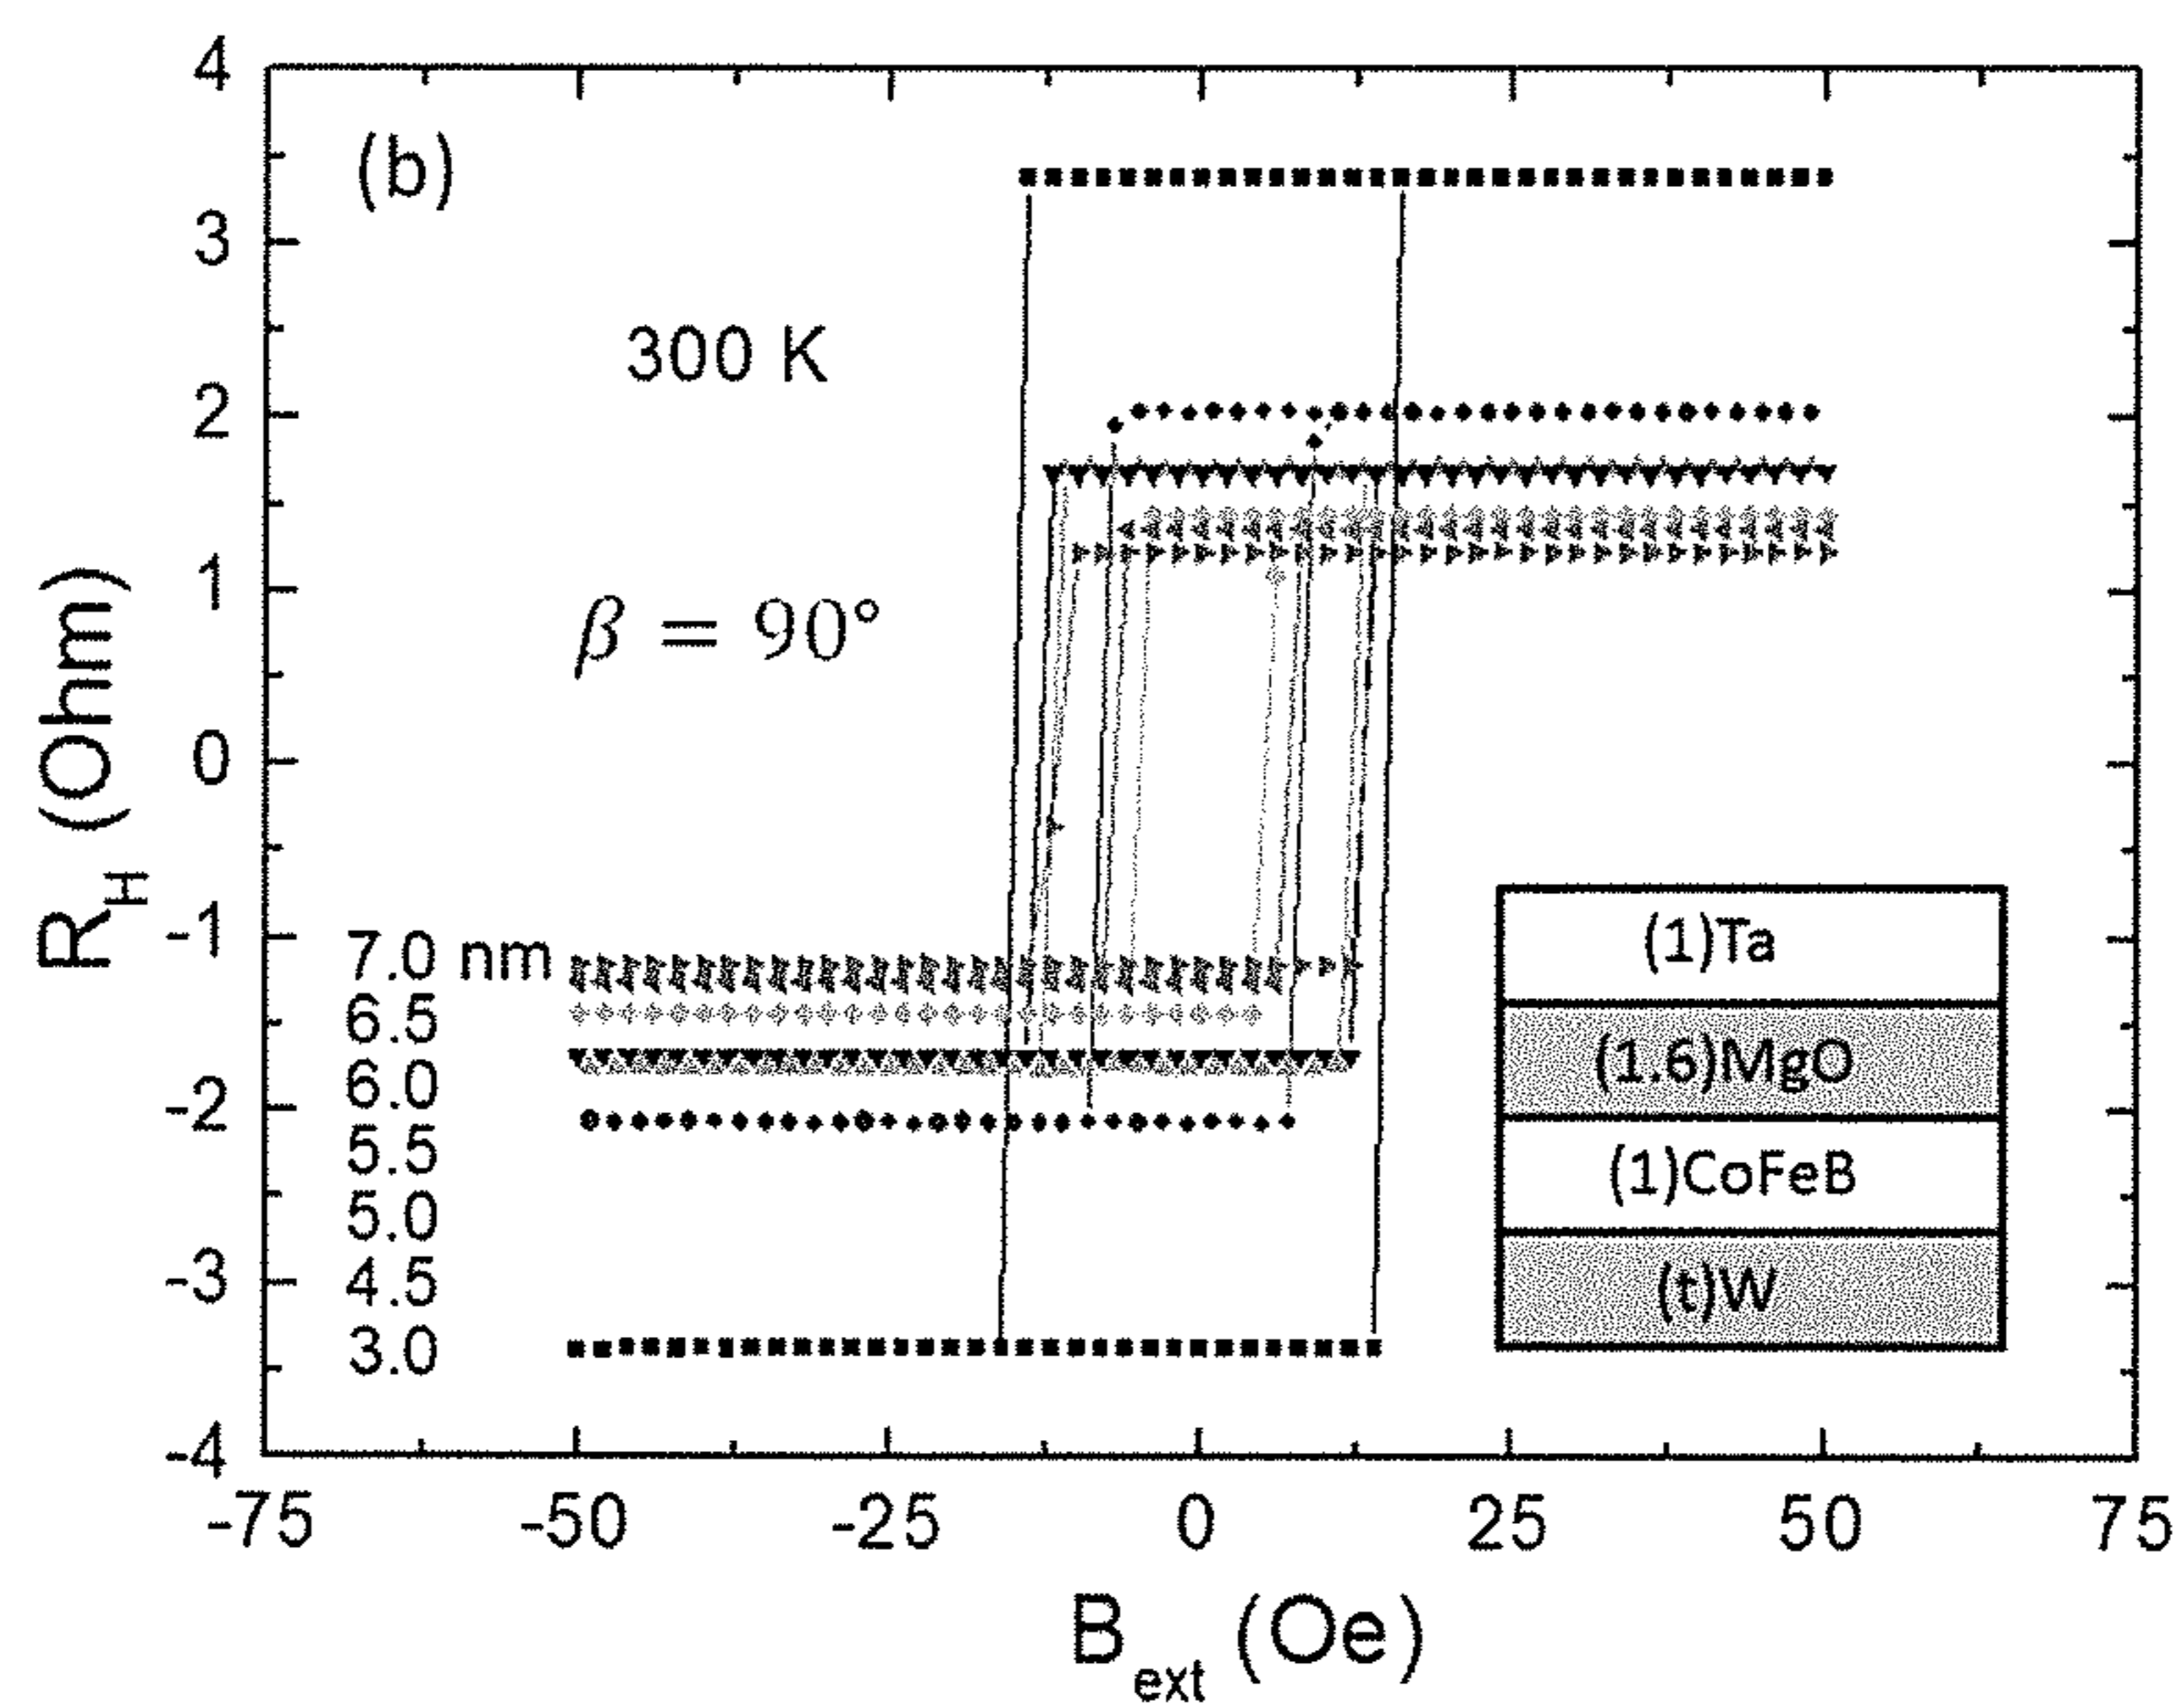 4
(b)
3
300 K
2
1
β = 90°
0
R_H (Ohm)
-1
7.0 nm
6.5
6.0
-2
5.5
5.0
4.5
-3
3.0
-4
(1)Ta
(1.6)MgO
(1)CoFeB
(t)W
-75 -50 -25 0 25 50 75
B_ext (Oe)